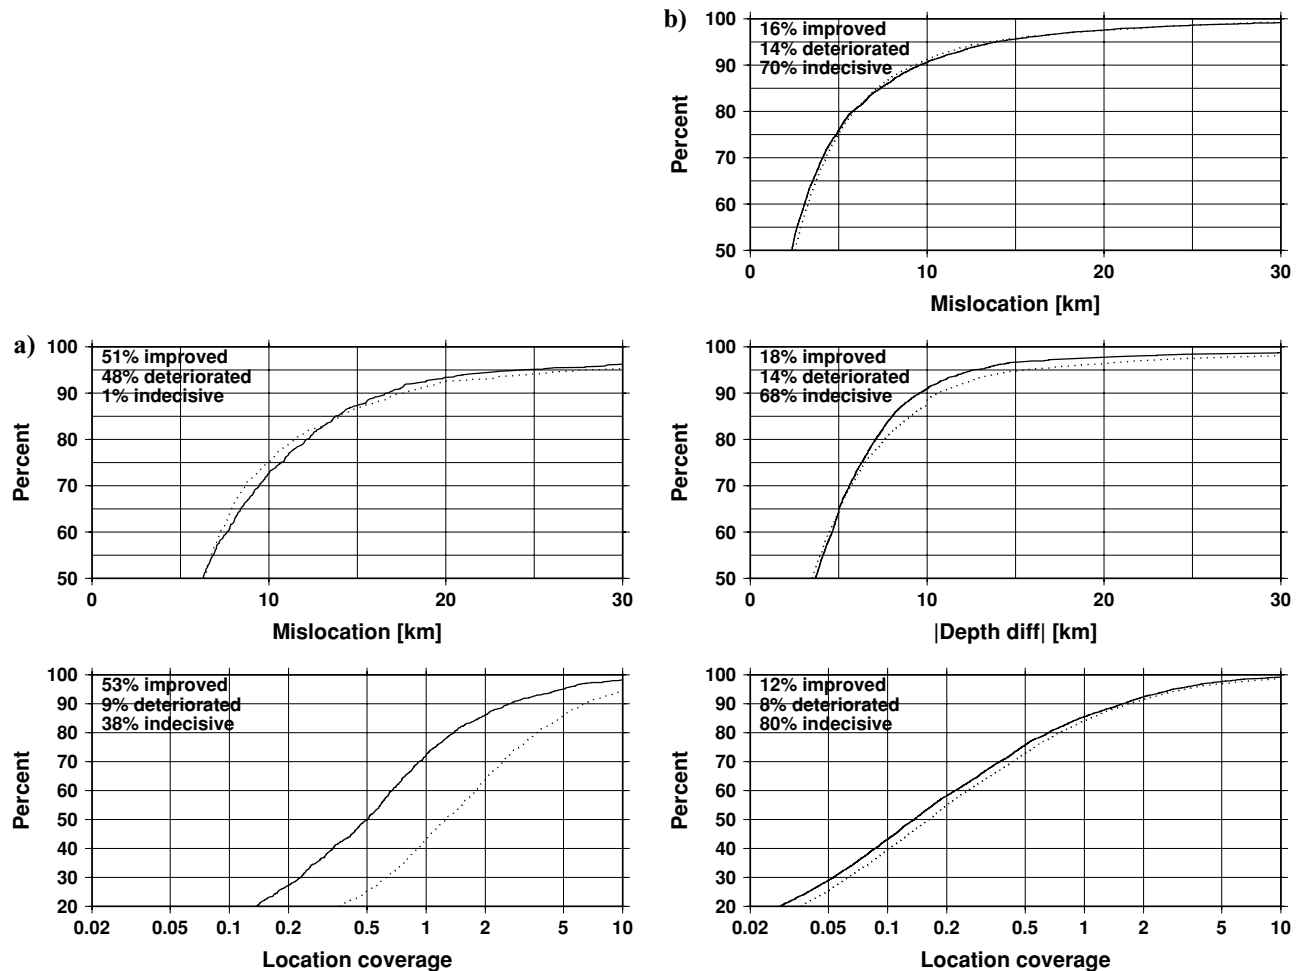 b)
16% improved
14% deteriorated
70% indecisive
Percent
100
90
80
70
60
50
0 10 20 30
Mislocation [km]
a)
51% improved
48% deteriorated
1% indecisive
Percent
100
90
80
70
60
50
0 10 20 30
Mislocation [km]
18% improved
14% deteriorated
68% indecisive
Percent
100
90
80
70
60
50
0 10 20 30
|Depth diff| [km]
53% improved
9% deteriorated
38% indecisive
Percent
100
90
80
70
60
50
40
30
20
0.02 0.05 0.1 0.2 0.5 1 2 5 10
Location coverage
12% improved
8% deteriorated
80% indecisive
Percent
100
90
80
70
60
50
40
30
20
0.02 0.05 0.1 0.2 0.5 1 2 5 10
Location coverage